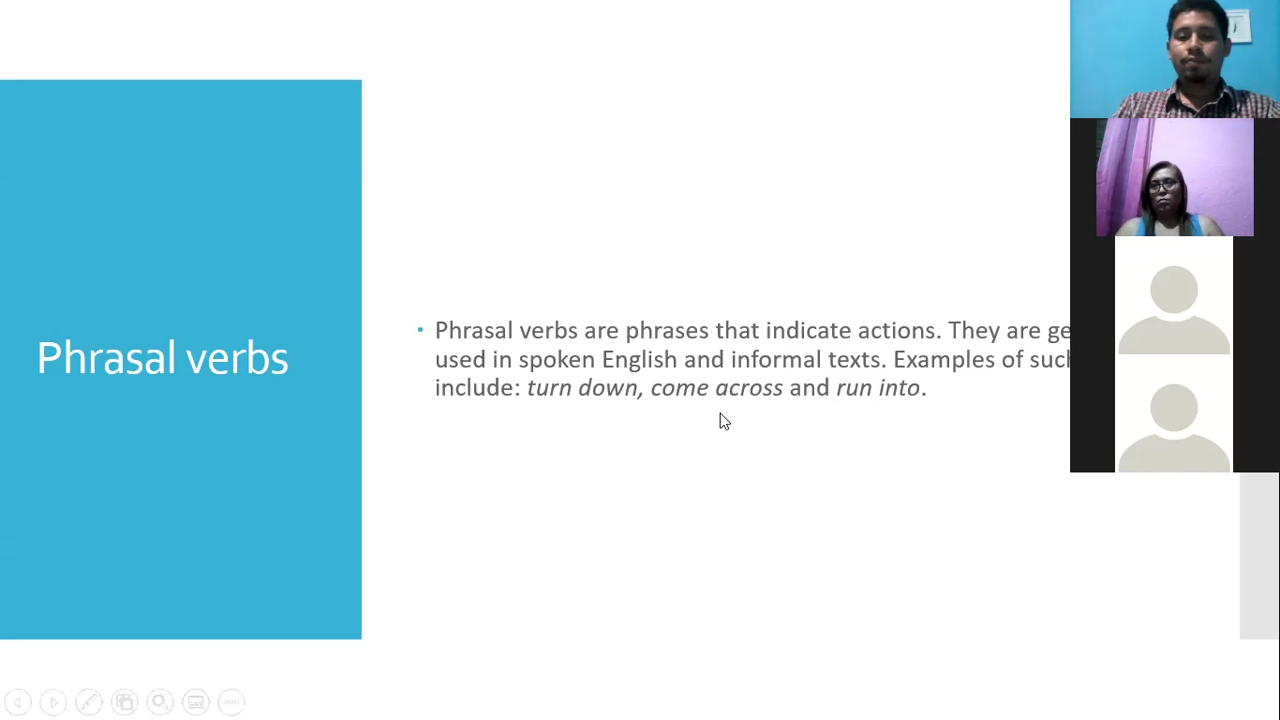 Phrasal verbs
• Phrasal verbs are phrases that indicate actions. They are ge
used in spoken English and informal texts. Examples of such
include: turn down, come across and run into.